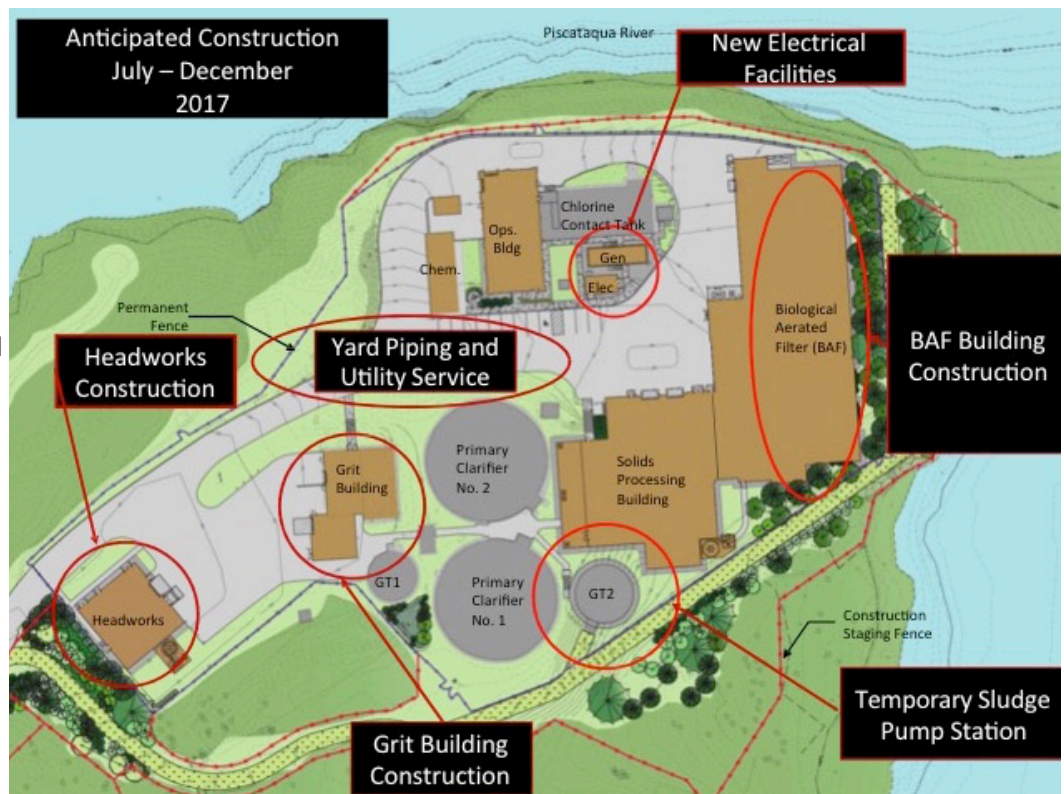 Anticipated Construction
July – December
2017
Piscataqua River
New Electrical
Facilities
Chlorine
Contact Tank
Ops.
Bldg
Gen
Chem.
Elec
Permanent
Fence
Biological
Aerated
Filter (BAF)
BAF Building
Construction
Headworks
Construction
Yard Piping and
Utility Service
Primary
Clarifier
No. 2
Grit
Building
Solids
Processing
Building
GT1
Primary
Clarifier
No. 1
GT2
Headworks
Construction
Staging Fence
Temporary Sludge
Pump Station
Grit Building
Construction